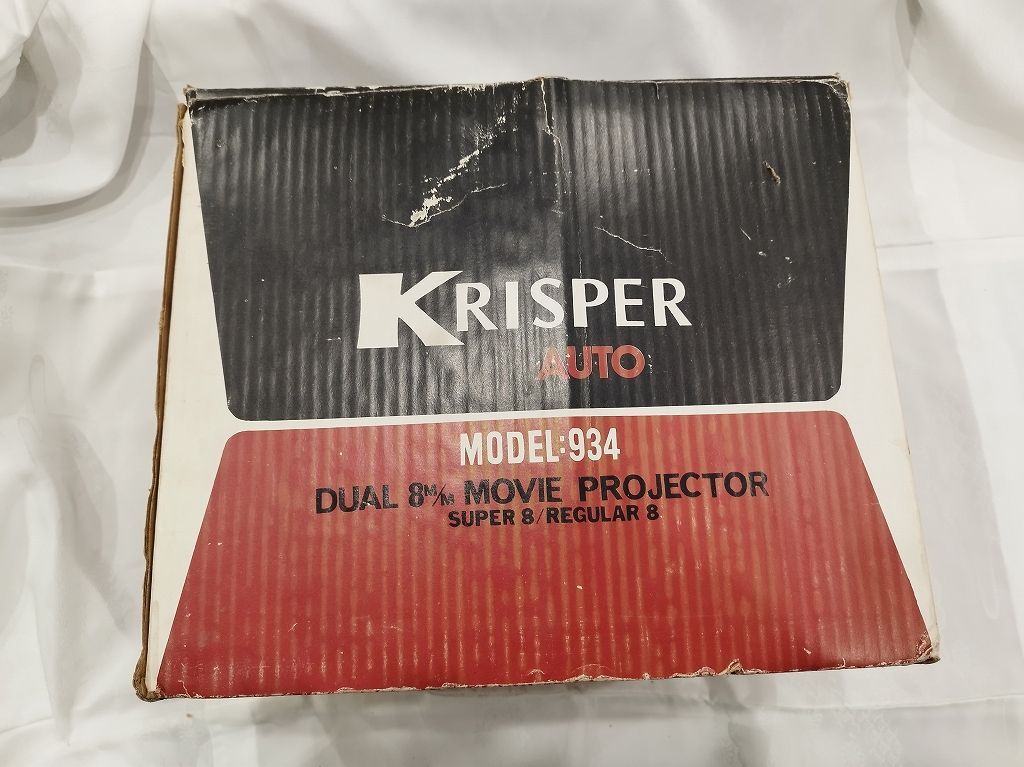 KRISPER
AUTO
MODEL:934
DUAL 8M/M MOVIE PROJECTOR
SUPER 8/REGULAR 8